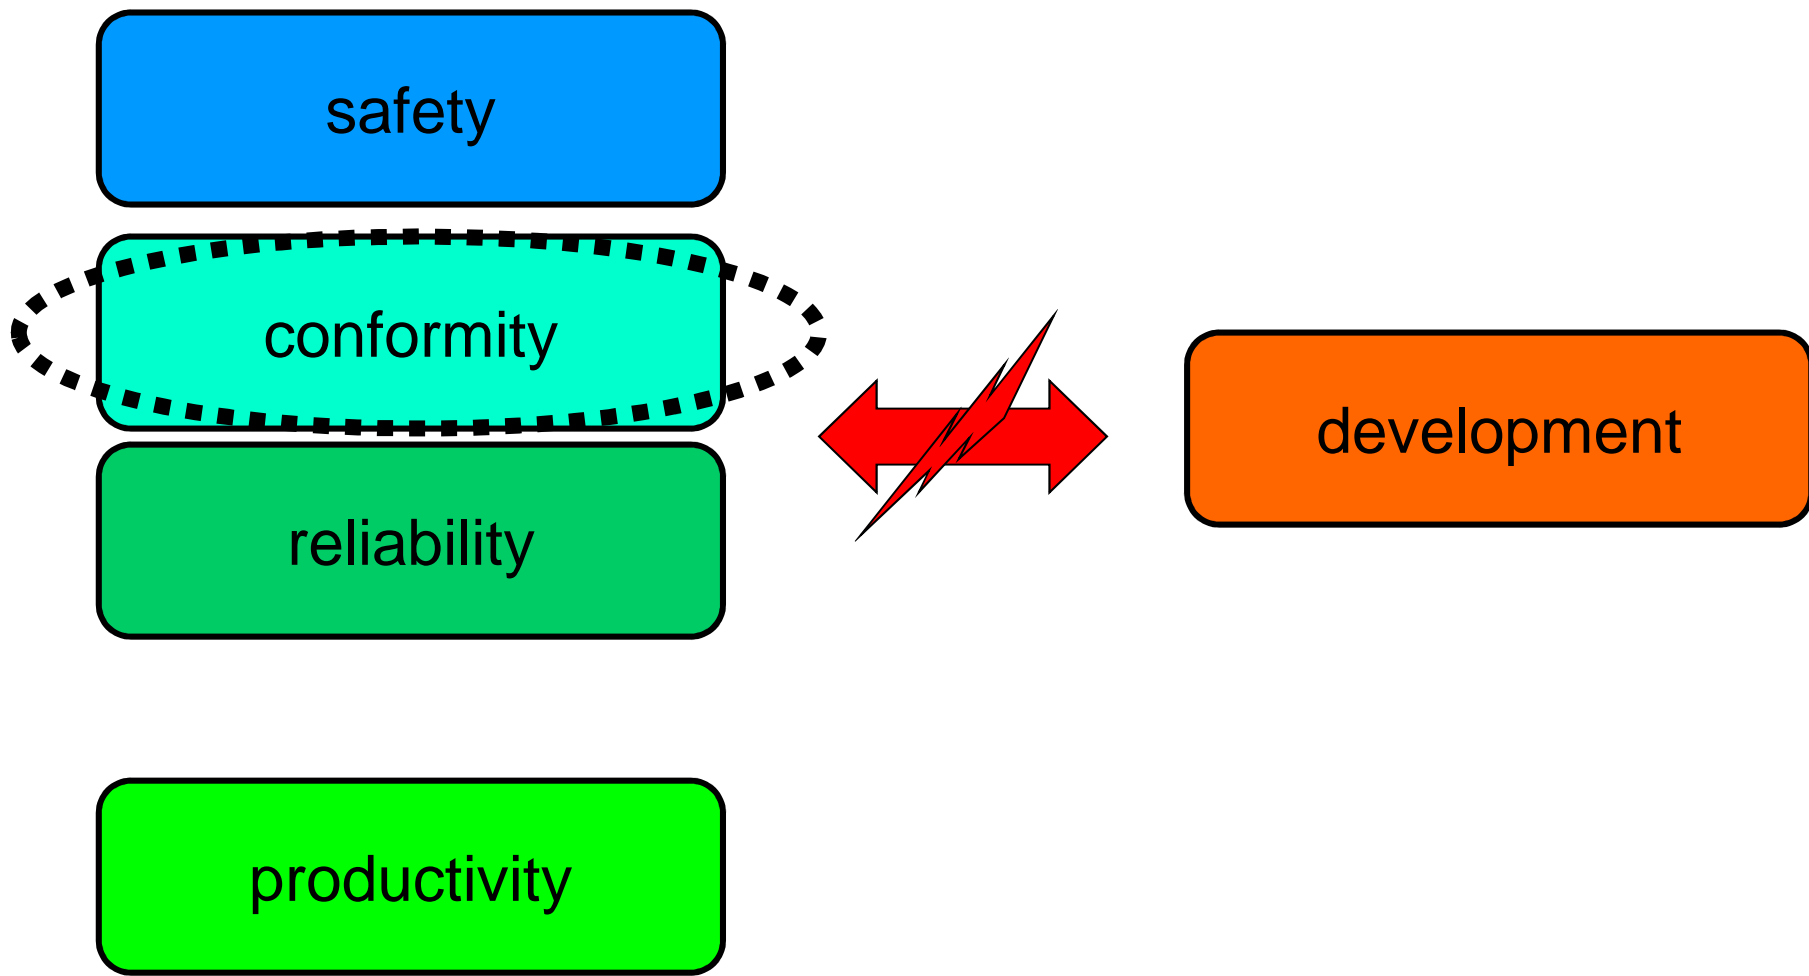 safety
conformity
development
reliability
productivity